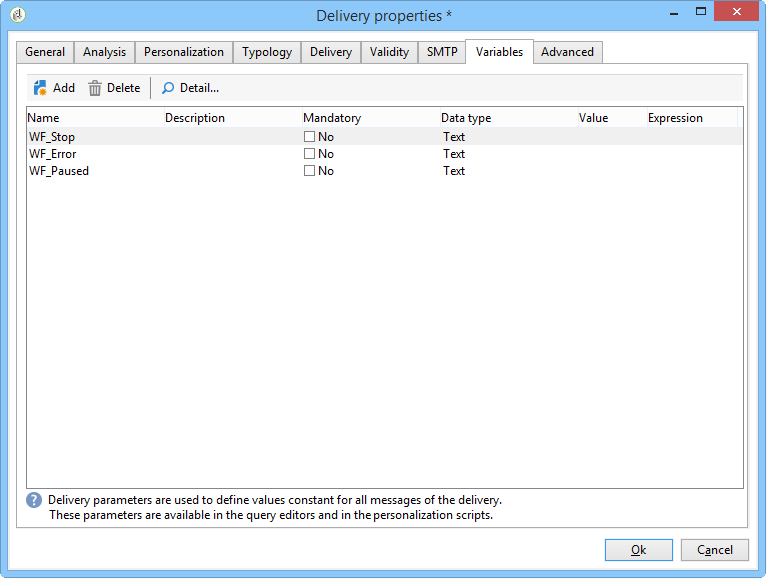 Delivery properties *
General Analysis Personalization Typology Delivery Validity SMTP Variables Advanced
Add Delete Detail...
Name Description Mandatory Data type Value Expression
WF_Stop No Text
WF_Error No Text
WF_Paused No Text
Delivery parameters are used to define values constant for all messages of the delivery.
These parameters are available in the query editors and in the personalization scripts.
Ok Cancel